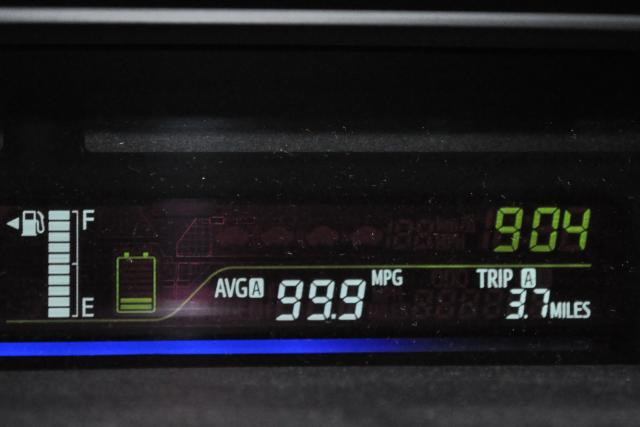 F
904
AVG A 99.9 MPG
TRIP A
3.7 MILES
E